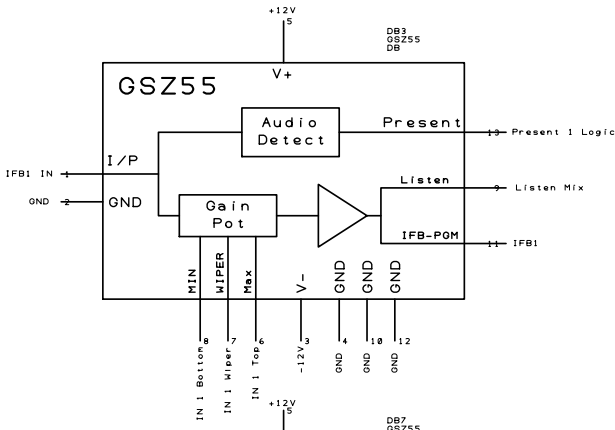 +12V
5
DB3
GSZ55
DB
V+
GSZ55
Audio
Detect
Present
13 Present 1 Logic
I/P
IFB1 IN 1
GND 2
GND
Gain
Pot
Listen
9 Listen Mix
IFB-PGM
11 IFB1
MIN
WIPER
Max
V-
GND
GND
GND
8
7
6
3
4
10
12
IN 1 Bottom
IN 1 Wiper
IN 1 Top
-12V
GND
GND
GND
+12V
5
DB7
GSZ55